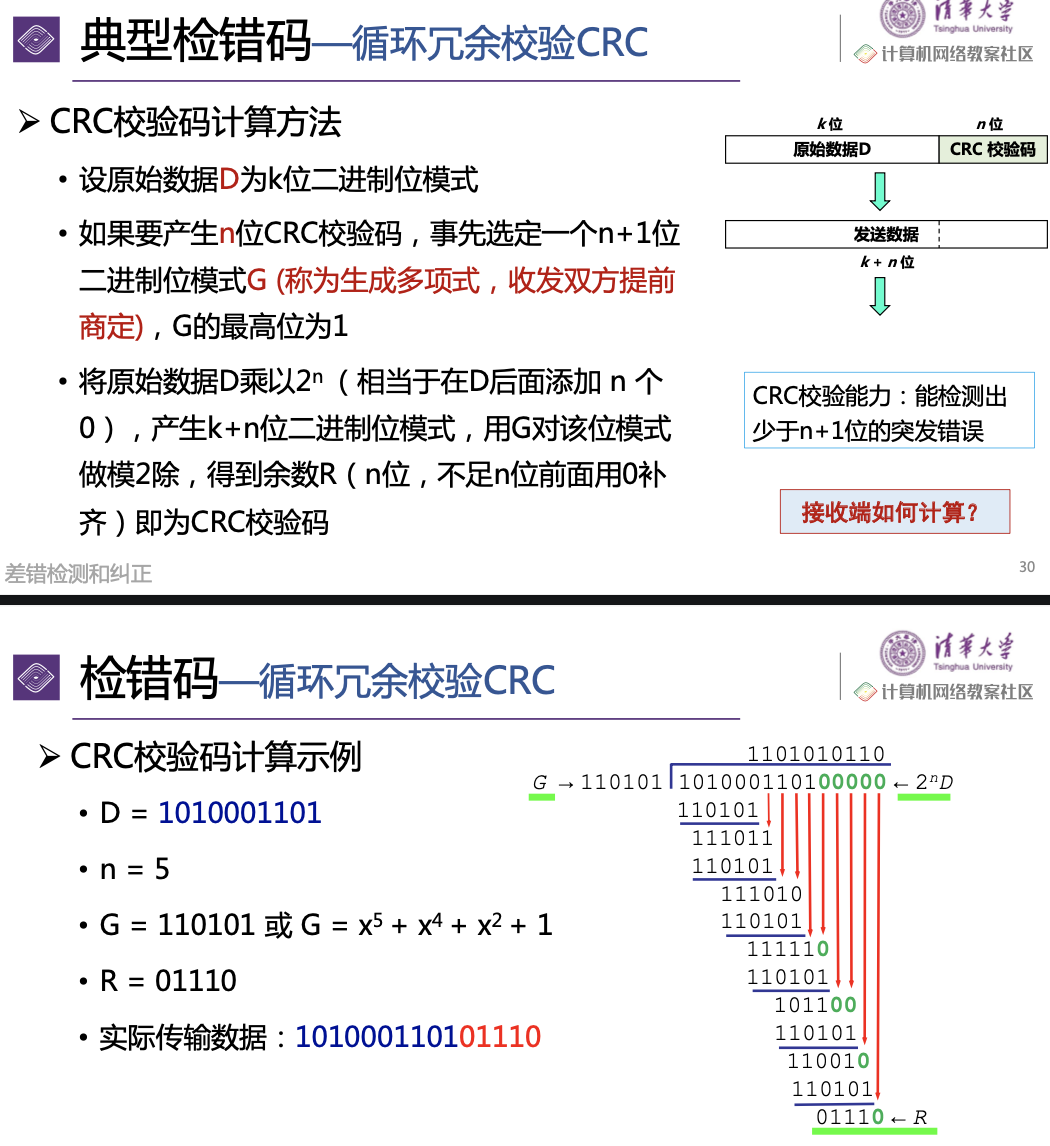 典型检错码—循环冗余校验CRC
清华大学
Tsinghua University
计算机网络教案社区
➢ CRC校验码计算方法
• 设原始数据D为k位二进制位模式
• 如果要产生n位CRC校验码，事先选定一个n+1位
二进制位模式G (称为生成多项式，收发双方提前
商定)，G的最高位为1
• 将原始数据D乘以2ⁿ（相当于在D后面添加 n 个
0），产生k+n位二进制位模式，用G对该位模式
做模2除，得到余数R（n位，不足n位前面用0补
齐）即为CRC校验码
k 位 n 位
原始数据D CRC 校验码
发送数据
k + n 位
CRC校验能力：能检测出
少于n+1位的突发错误
接收端如何计算？
差错检测和纠正
30
检错码—循环冗余校验CRC
清华大学
Tsinghua University
计算机网络教案社区
➢ CRC校验码计算示例
• D = 1010001101
• n = 5
• G = 110101 或 G = x⁵ + x⁴ + x² + 1
• R = 01110
• 实际传输数据：101000110101110
1101010110
G → 110101 101000110100000 ← 2ⁿD
110101
111011
110101
111010
110101
111110
110101
101100
110101
110010
110101
01110 ← R